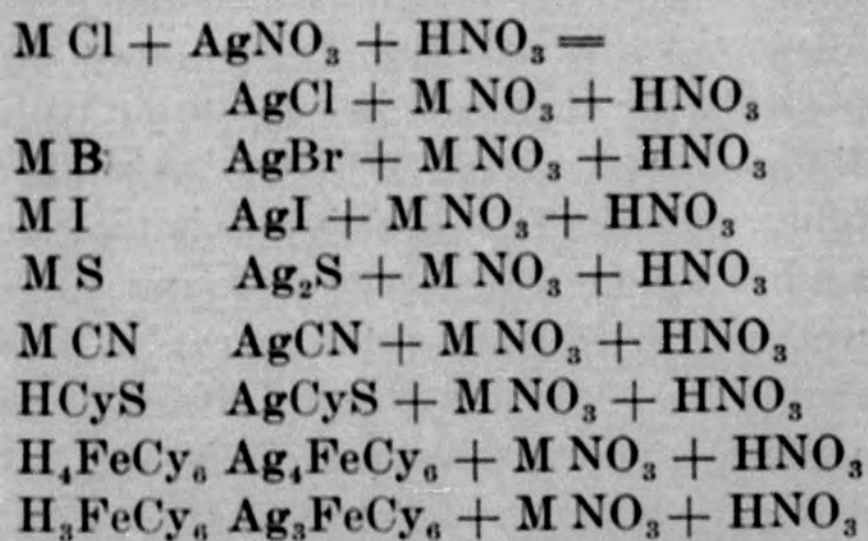 M Cl + AgNO₃ + HNO₃ =
AgCl + M NO₃ + HNO₃
M B AgBr + M NO₃ + HNO₃
M I AgI + M NO₃ + HNO₃
M S Ag₂S + M NO₃ + HNO₃
M CN AgCN + M NO₃ + HNO₃
HCyS AgCyS + M NO₃ + HNO₃
H₄FeCy₆ Ag₄FeCy₆ + M NO₃ + HNO₃
H₃FeCy₆ Ag₃FeCy₆ + M NO₃ + HNO₃